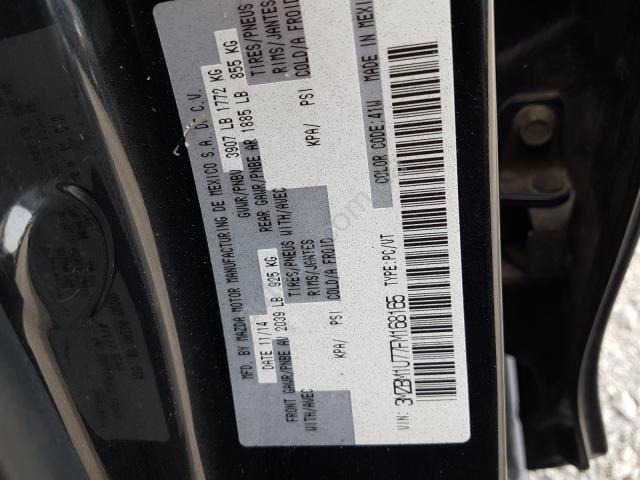 MFD. BY MAZDA MOTOR MANUFACTURING DE MEXICO S.A. DE C.V.
DATE 11/14 GVWR/PNBV 3907 LB 1772 KG
FRONT GAWR/PNBE AV 2039 LB 925 KG REAR GAWR/PNBE AR 1885 LB 855 KG
WITH/AVEC TIRES/PNEUS WITH/AVEC TIRES/PNEUS
RIMS/JANTES RIMS/JANTES
KPA/ PSI COLD/A FROID KPA/ PSI COLD/A FROID
COLOR CODE:41W MADE IN MEXI
VIN: 3MZBM1U77FM168165 TYPE:PC/VT